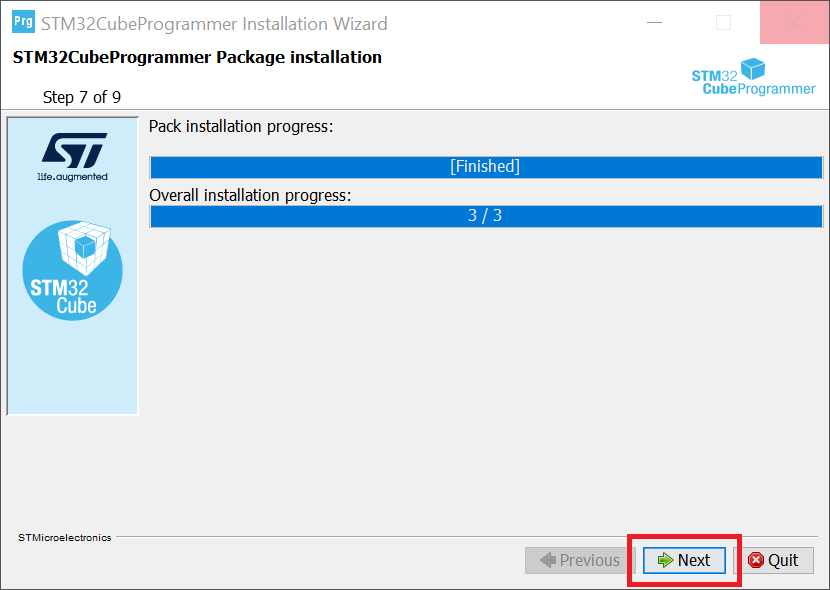 Prg STM32CubeProgrammer Installation Wizard
STM32CubeProgrammer Package installation
Step 7 of 9
STM32
CubeProgrammer
ST
life.augmented
STM32
Cube
Pack installation progress:
[Finished]
Overall installation progress:
3 / 3
STMicroelectronics
Previous Next Quit